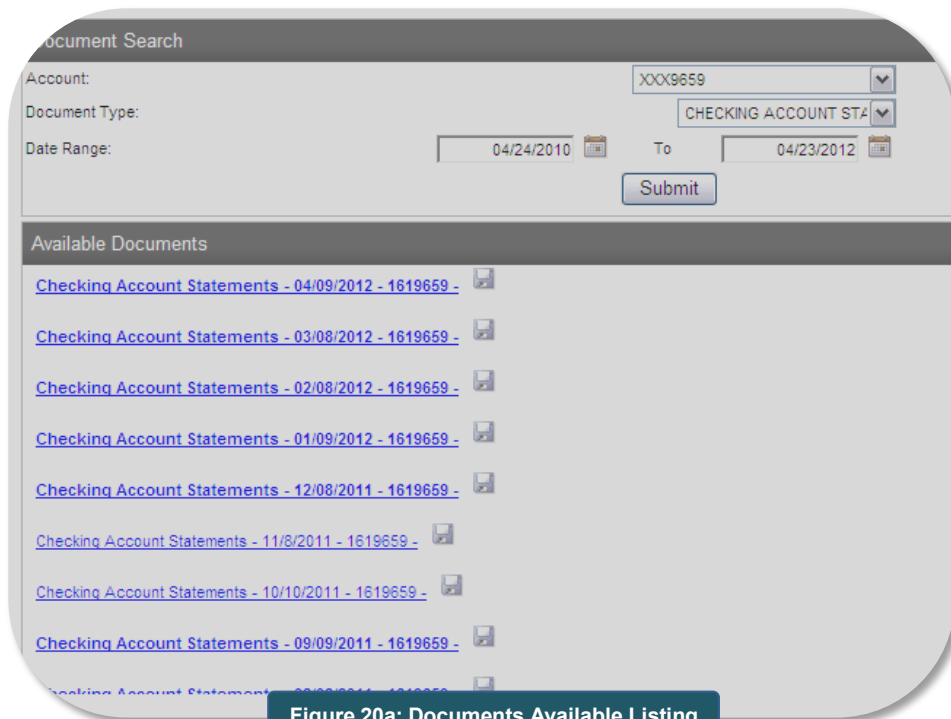 Document Search
Account: XXX9659
Document Type: CHECKING ACCOUNT STA
Date Range: 04/24/2010 To 04/23/2012
Submit
Available Documents
Checking Account Statements - 04/09/2012 - 1619659 -
Checking Account Statements - 03/08/2012 - 1619659 -
Checking Account Statements - 02/08/2012 - 1619659 -
Checking Account Statements - 01/09/2012 - 1619659 -
Checking Account Statements - 12/08/2011 - 1619659 -
Checking Account Statements - 11/8/2011 - 1619659 -
Checking Account Statements - 10/10/2011 - 1619659 -
Checking Account Statements - 09/09/2011 - 1619659 -
Checking Account Statements
Figure 20a: Documents Available Listing